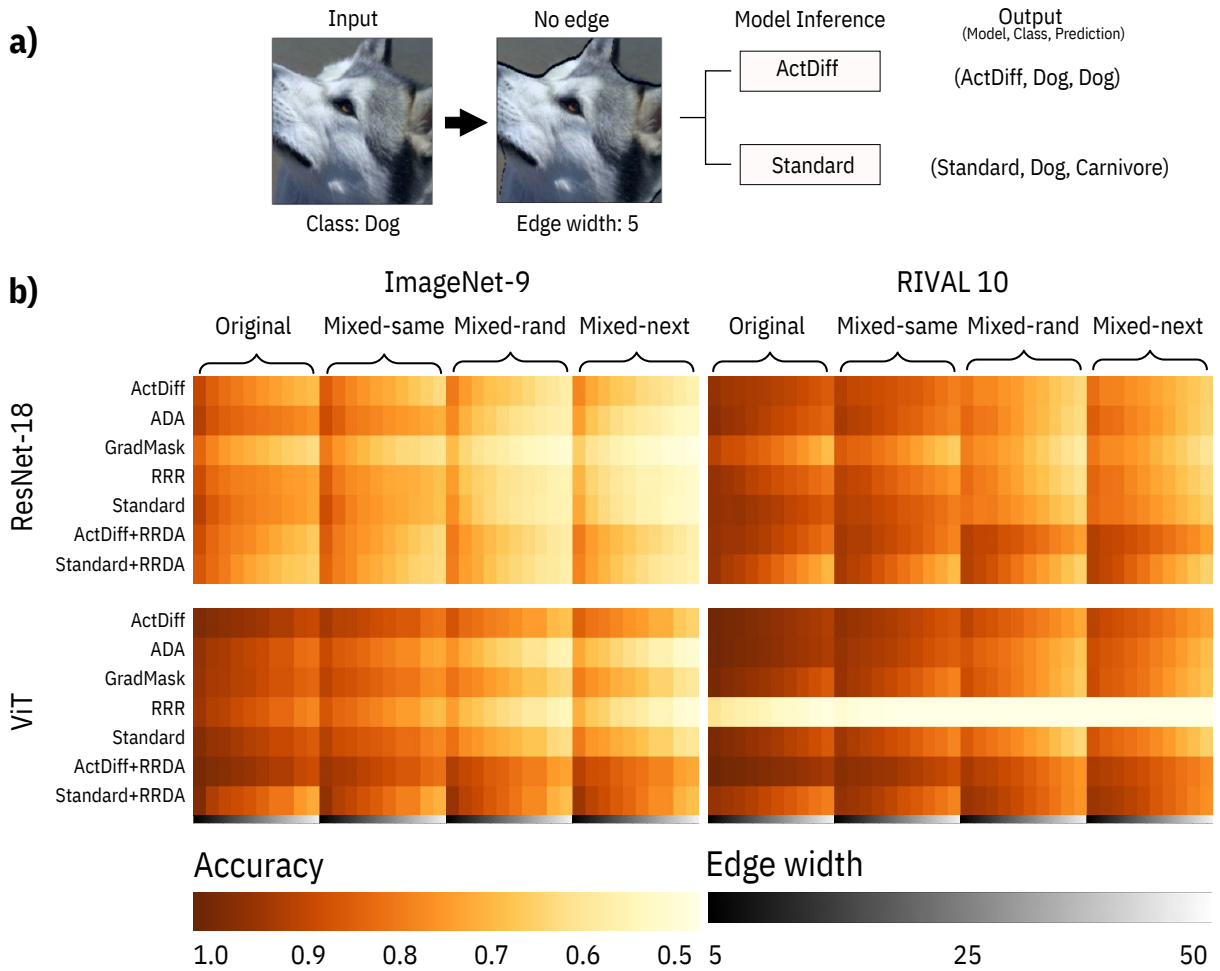 a)
Input
No edge
Model Inference
Output
(Model, Class, Prediction)
ActDiff
(ActDiff, Dog, Dog)
Standard
(Standard, Dog, Carnivore)
Class: Dog
Edge width: 5
b)
ImageNet-9
RIVAL 10
Original
Mixed-same
Mixed-rand
Mixed-next
Original
Mixed-same
Mixed-rand
Mixed-next
ResNet-18
ActDiff
ADA
GradMask
RRR
Standard
ActDiff+RRDA
Standard+RRDA
ViT
ActDiff
ADA
GradMask
RRR
Standard
ActDiff+RRDA
Standard+RRDA
Accuracy
1.0 0.9 0.8 0.7 0.6 0.5
Edge width
5 25 50